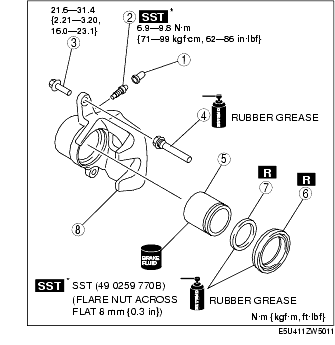 21.6—31.4
{2.21—3.20,
16.0—23.1}
2
SST *
6.9—9.8 N·m
{71—99 kgf·cm, 62—86 in·lbf}
1
3
4
RUBBER GREASE
5
R
7
R
6
8
BRAKE
FLUID
SST *
SST (49 0259 770B)
(FLARE NUT ACROSS
FLAT 8 mm {0.3 in})
RUBBER GREASE
N·m {kgf·m, ft·lbf}
E5U411ZW5011